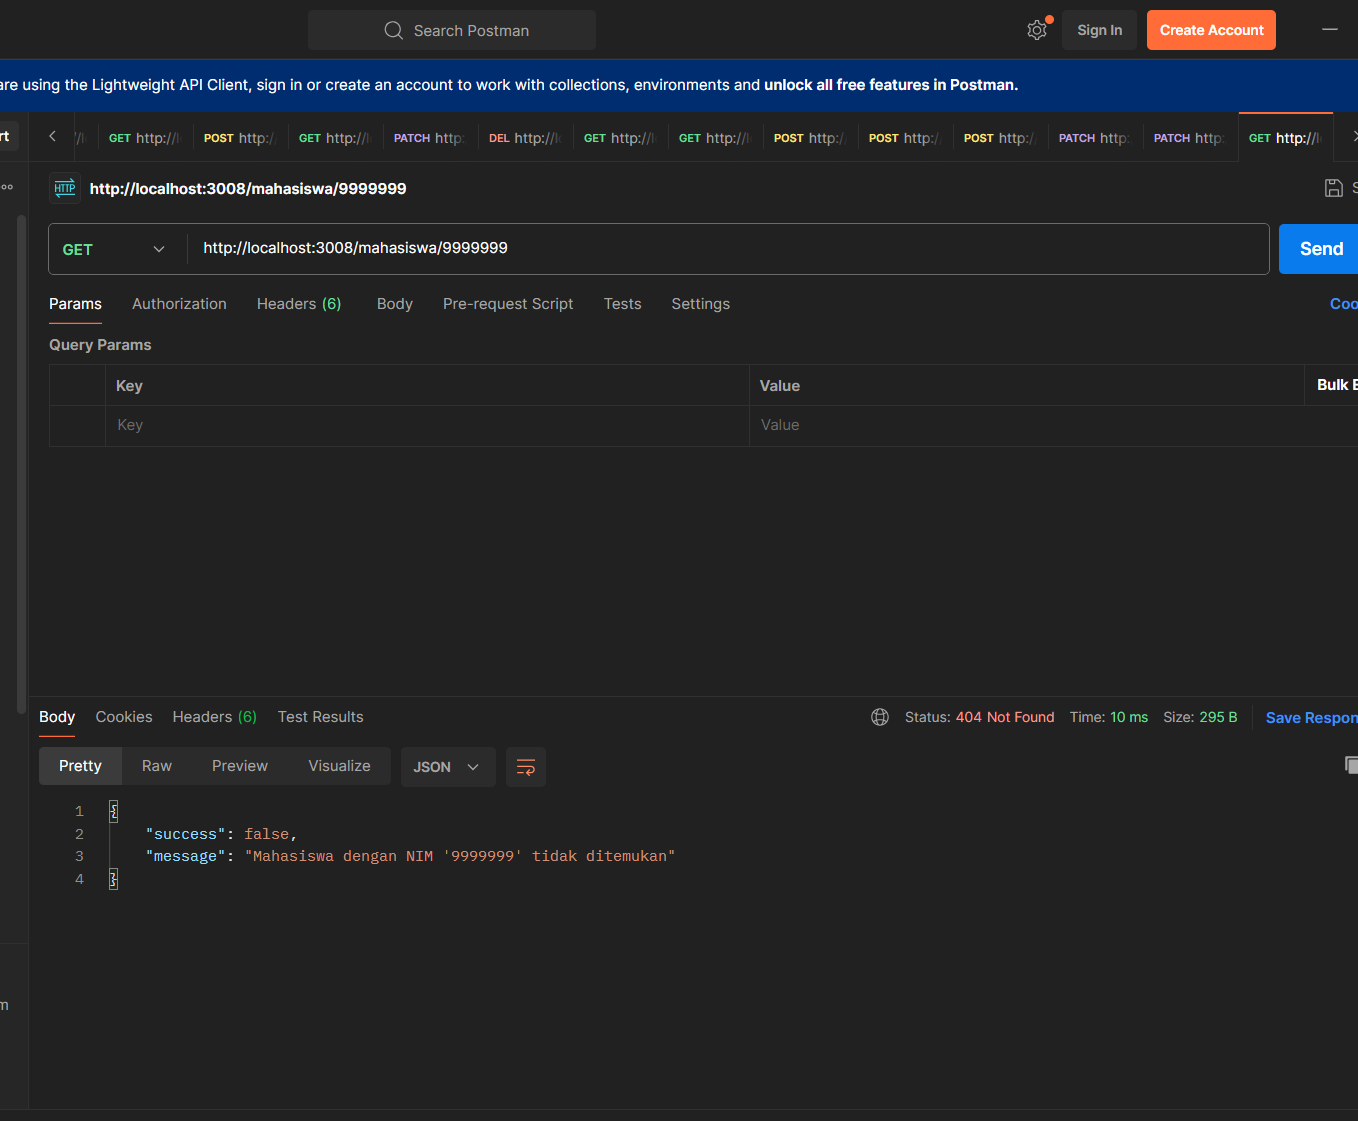 Search Postman
Sign In
Create Account
are using the Lightweight API Client, sign in or create an account to work with collections, environments and unlock all free features in Postman.
GET http://l
POST http:/
GET http://l
PATCH http:
DEL http://l
GET http://l
GET http://l
POST http:/
POST http:/
POST http:/
PATCH http:
PATCH http:
GET http://l
HTTP
http://localhost:3008/mahasiswa/9999999
GET
http://localhost:3008/mahasiswa/9999999
Send
Params
Authorization
Headers (6)
Body
Pre-request Script
Tests
Settings
Coo
Query Params
Key
Value
Bulk E
Key
Value
Body
Cookies
Headers (6)
Test Results
Status: 404 Not Found
Time: 10 ms
Size: 295 B
Save Respon
Pretty
Raw
Preview
Visualize
JSON
1 {
2 "success": false,
3 "message": "Mahasiswa dengan NIM '9999999' tidak ditemukan"
4 }